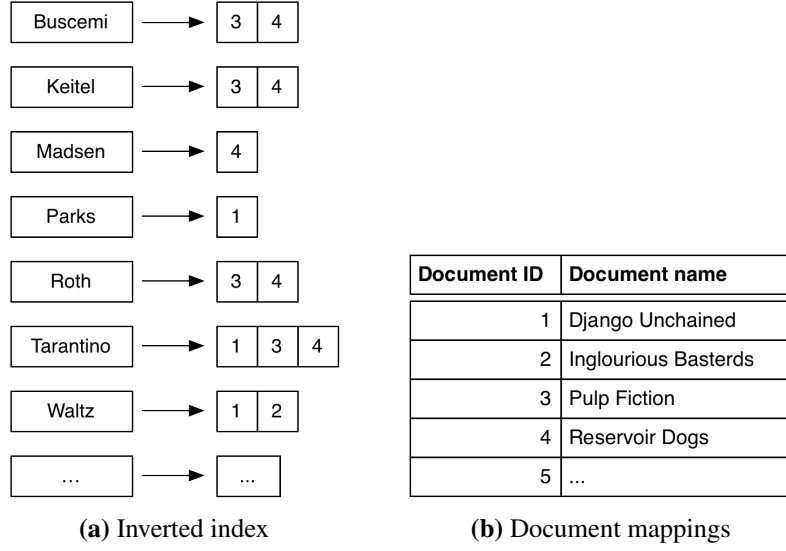 Buscemi 3 4
Keitel 3 4
Madsen 4
Parks 1
Roth 3 4
Tarantino 1 3 4
Waltz 1 2
... ...
(a) Inverted index
Document ID Document name
1 Django Unchained
2 Inglourious Basterds
3 Pulp Fiction
4 Reservoir Dogs
5 ...
(b) Document mappings